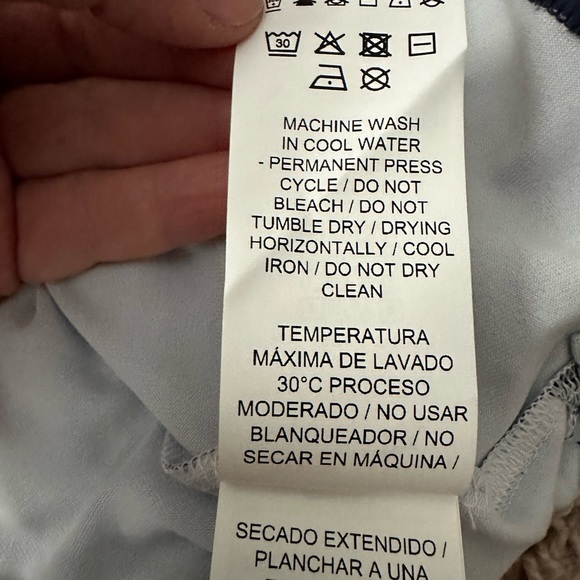 30
MACHINE WASH
IN COOL WATER
- PERMANENT PRESS
CYCLE / DO NOT
BLEACH / DO NOT
TUMBLE DRY / DRYING
HORIZONTALLY / COOL
IRON / DO NOT DRY
CLEAN
TEMPERATURA
MÁXIMA DE LAVADO
30°C PROCESO
MODERADO / NO USAR
BLANQUEADOR / NO
SECAR EN MÁQUINA /
SECADO EXTENDIDO /
PLANCHAR A UNA